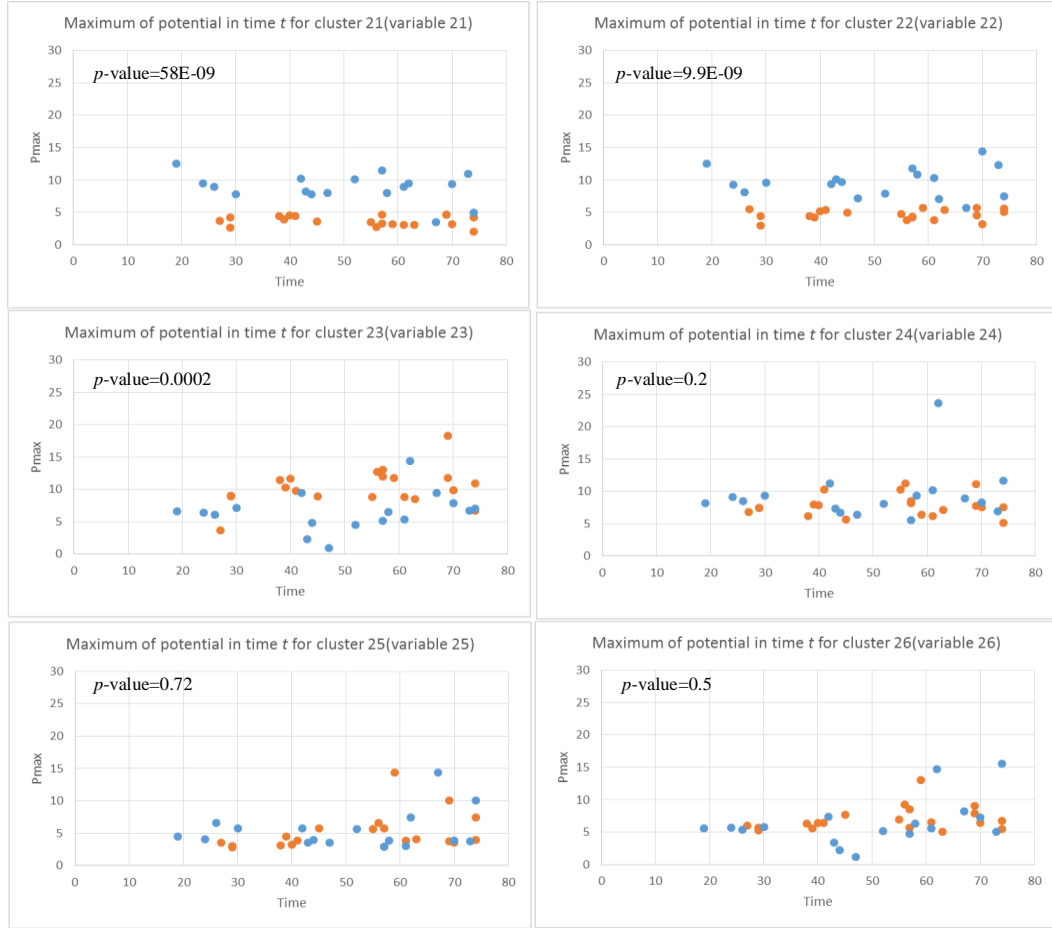 Maximum of potential in time t for cluster 21(variable 21)
p-value=58E-09
30
25
20
15
10
5
0
Pmax
0 10 20 30 40 50 60 70 80
Time
Maximum of potential in time t for cluster 22(variable 22)
p-value=9.9E-09
30
25
20
15
10
5
0
Pmax
0 10 20 30 40 50 60 70 80
Time
Maximum of potential in time t for cluster 23(variable 23)
p-value=0.0002
30
25
20
15
10
5
0
Pmax
0 10 20 30 40 50 60 70 80
Time
Maximum of potential in time t for cluster 24(variable 24)
p-value=0.2
30
25
20
15
10
5
0
Pmax
0 10 20 30 40 50 60 70 80
Time
Maximum of potential in time t for cluster 25(variable 25)
p-value=0.72
30
25
20
15
10
5
0
Pmax
0 10 20 30 40 50 60 70 80
Time
Maximum of potential in time t for cluster 26(variable 26)
p-value=0.5
30
25
20
15
10
5
0
Pmax
0 10 20 30 40 50 60 70 80
Time